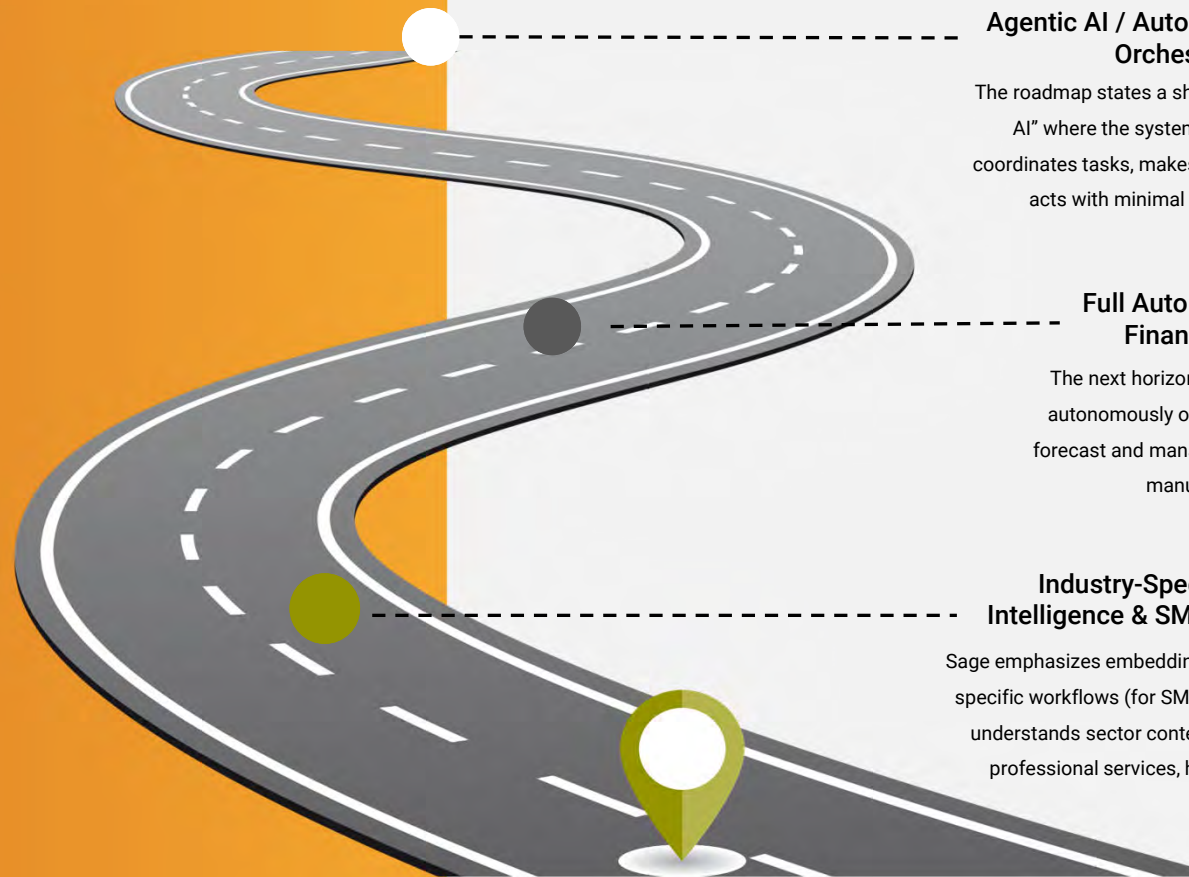 Agentic AI / Auto
Orches
The roadmap states a sh
AI” where the system
coordinates tasks, makes
acts with minimal
Full Auto
Finan
The next horizon
autonomously o
forecast and man
manu
Industry-Spe
Intelligence & SM
Sage emphasizes embeddin
specific workflows (for SM
understands sector conte
professional services, h